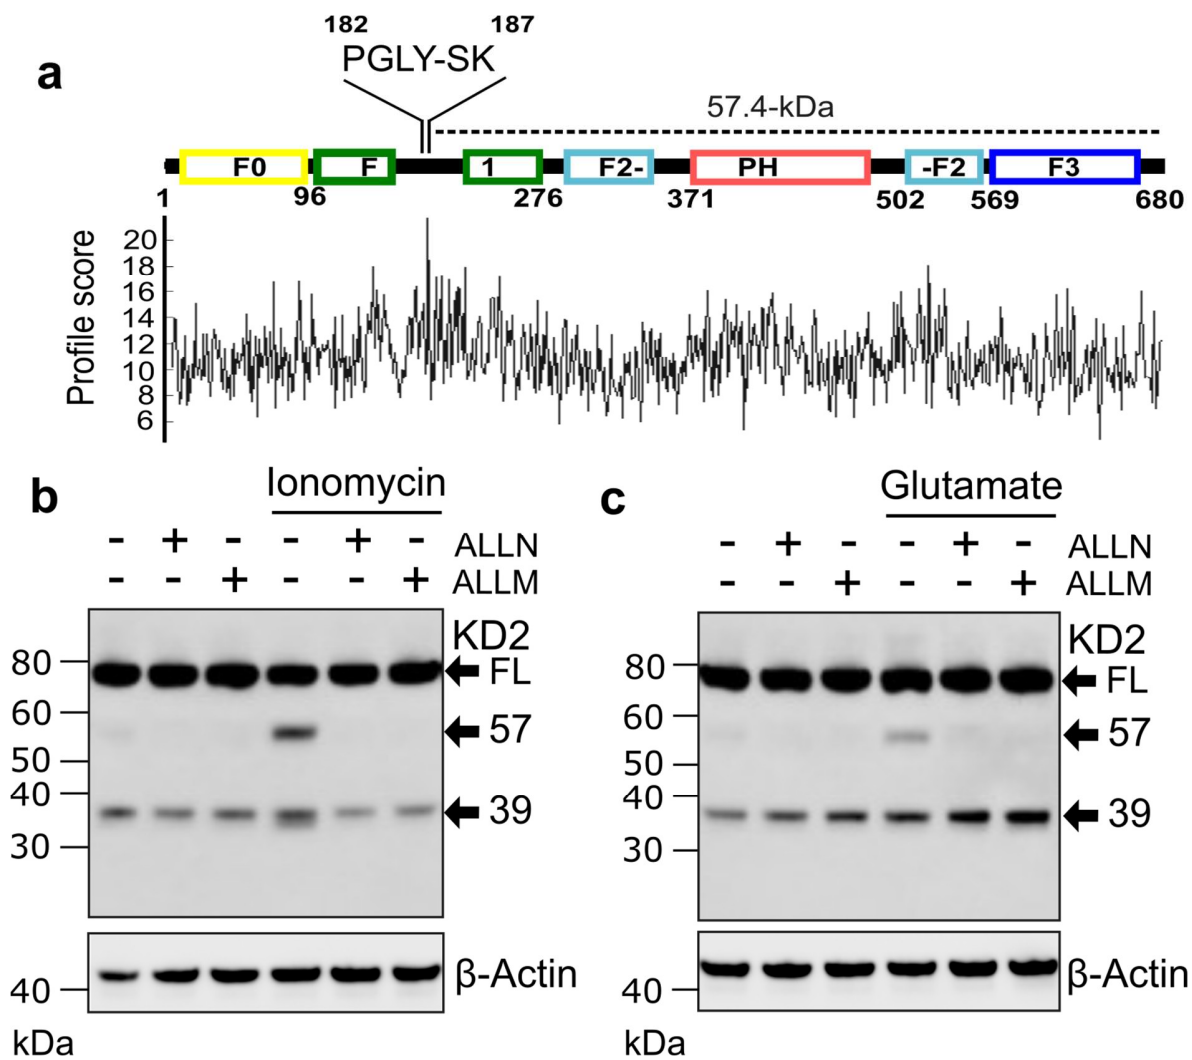 a
182 187
PGLY-SK
57.4-kDa
F0 F 1 F2- PH -F2 F3
1 96 276 371 502 569 680
Profile score
20
18
16
14
12
10
8
6
b
Ionomycin
- + - - + - ALLN
- - + - - + ALLM
KD2
80 FL
60
57
50
40
39
30
β-Actin
40
kDa
c
Glutamate
- + - - + - ALLN
- - + - - + ALLM
KD2
80 FL
60
57
50
40
39
30
β-Actin
40
kDa